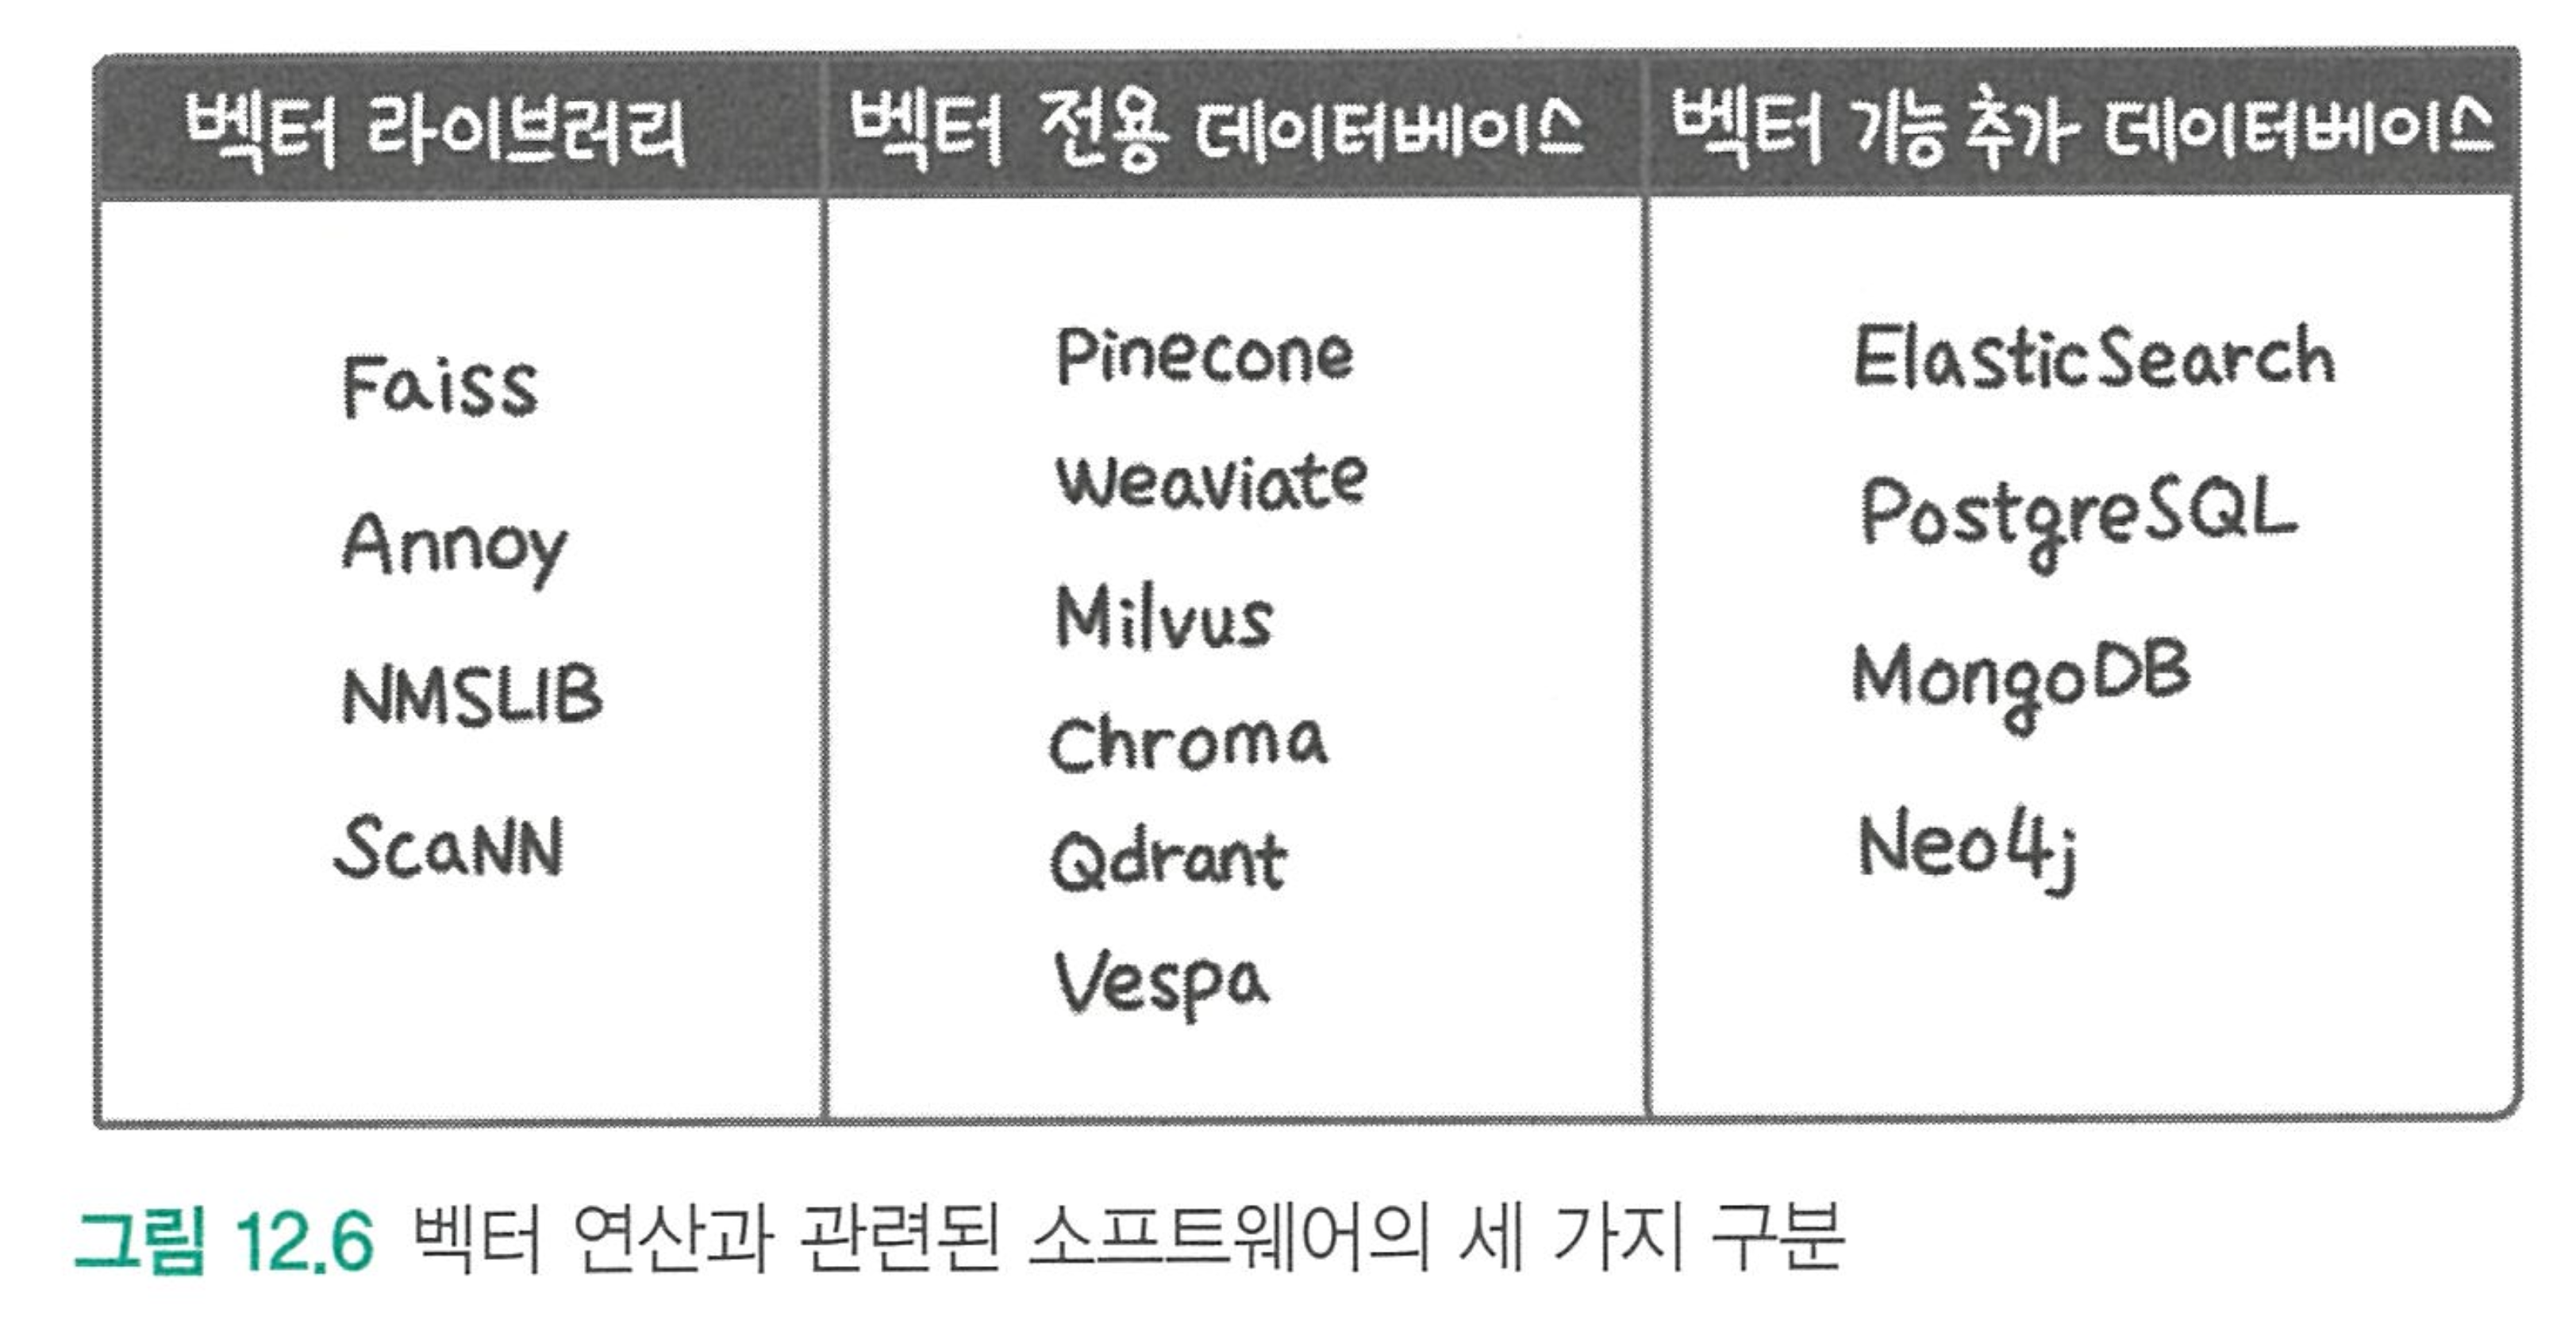 벡터 라이브러리
벡터 전용 데이터베이스
벡터 기능 추가 데이터베이스
Faiss
Annoy
NMSLIB
ScaNN
Pinecone
Weaviate
Milvus
Chroma
Qdrant
Vespa
ElasticSearch
PostgreSQL
MongoDB
Neo4j
그림 12.6 벡터 연산과 관련된 소프트웨어의 세 가지 구분